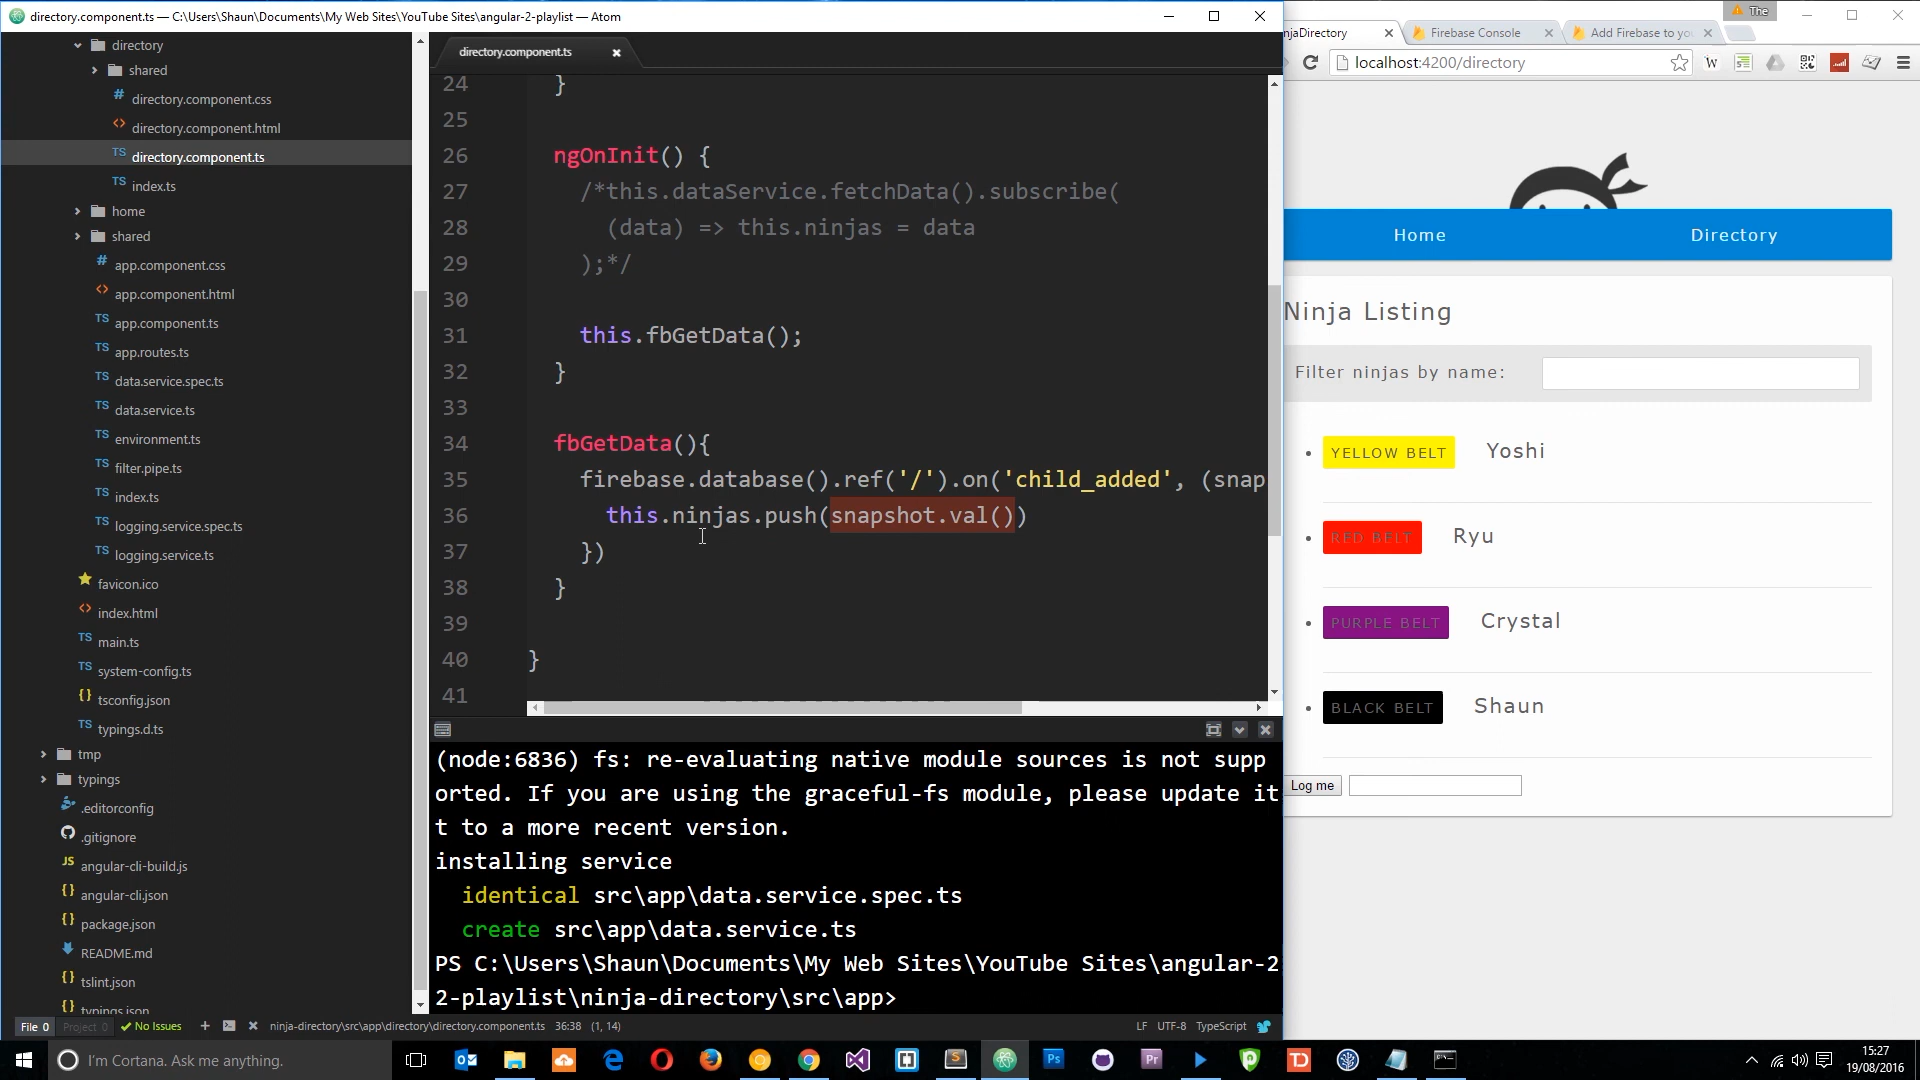 directory.component.ts — C:\Users\Shaun\Documents\My Web Sites\YouTube Sites\angular-2-playlist — Atom
directory
shared
directory.component.css
directory.component.html
directory.component.ts
index.ts
home
shared
app.component.css
app.component.html
app.component.ts
app.routes.ts
data.service.spec.ts
data.service.ts
environment.ts
filter.pipe.ts
index.ts
logging.service.spec.ts
logging.service.ts
favicon.ico
index.html
main.ts
system-config.ts
tsconfig.json
typings.d.ts
tmp
typings
.editorconfig
.gitignore
angular-cli-build.js
angular-cli.json
package.json
README.md
tslint.json
typings.json
directory.component.ts
24 }
25
26 ngOnInit() {
27 /*this.dataService.fetchData().subscribe(
28 (data) => this.ninjas = data
29 );*/
30
31 this.fbGetData();
32 }
33
34 fbGetData(){
35 firebase.database().ref('/').on('child_added', (snap
36 this.ninjas.push(snapshot.val())
37 })
38 }
39
40 }
41
(node:6836) fs: re-evaluating native module sources is not supp
orted. If you are using the graceful-fs module, please update it
t to a more recent version.
installing service
identical src\app\data.service.spec.ts
create src\app\data.service.ts
PS C:\Users\Shaun\Documents\My Web Sites\YouTube Sites\angular-2
2-playlist\ninja-directory\src\app>
File 0 Project 0 No Issues ninja-directory\src\app\directory\directory.component.ts 36:38 (1, 14) LF UTF-8 TypeScript
The
njaDirectory
Firebase Console
Add Firebase to yo
localhost:4200/directory
Home Directory
Ninja Listing
Filter ninjas by name:
YELLOW BELT Yoshi
RED BELT Ryu
PURPLE BELT Crystal
BLACK BELT Shaun
Log me
I'm Cortana. Ask me anything.
15:27
19/08/2016